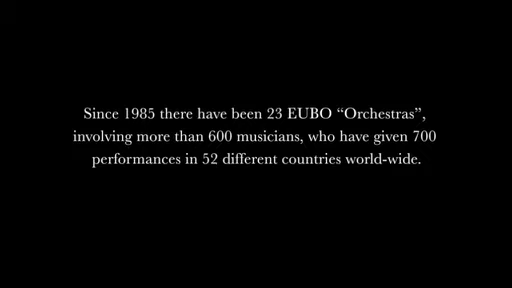 Since 1985 there have been 23 EUBO “Orchestras”,
involving more than 600 musicians, who have given 700
performances in 52 different countries world-wide.